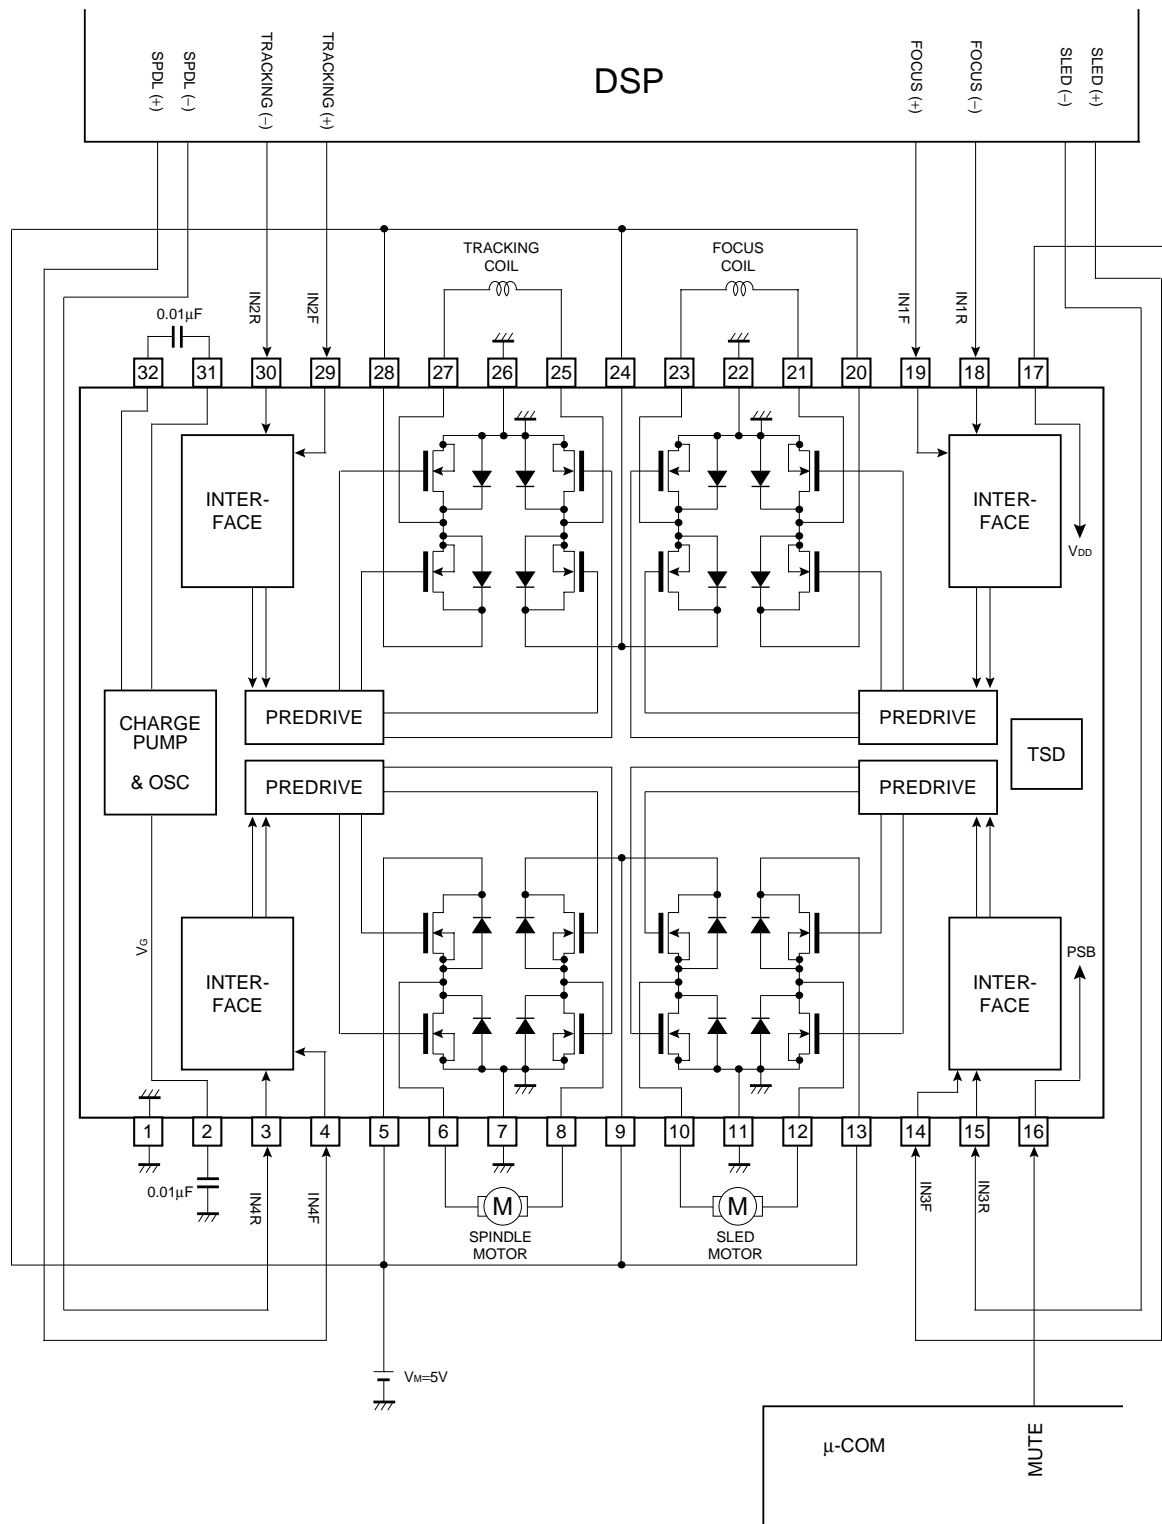 DSP
SPDL (+)
SPDL (−)
TRACKING (−)
TRACKING (+)
FOCUS (+)
FOCUS (−)
SLED (−)
SLED (+)
TRACKING
COIL
FOCUS
COIL
0.01μF
IN2R
IN2F
IN1F
IN1R
32
31
30
29
28
27
26
25
24
23
22
21
20
19
18
17
INTER-
FACE
INTER-
FACE
VDD
CHARGE
PUMP
& OSC
PREDRIVE
PREDRIVE
TSD
PREDRIVE
PREDRIVE
VG
INTER-
FACE
INTER-
FACE
PSB
1
2
3
4
5
6
7
8
9
10
11
12
13
14
15
16
0.01μF
IN4R
IN4F
M
SPINDLE
MOTOR
M
SLED
MOTOR
IN3F
IN3R
VM=5V
μ-COM
MUTE